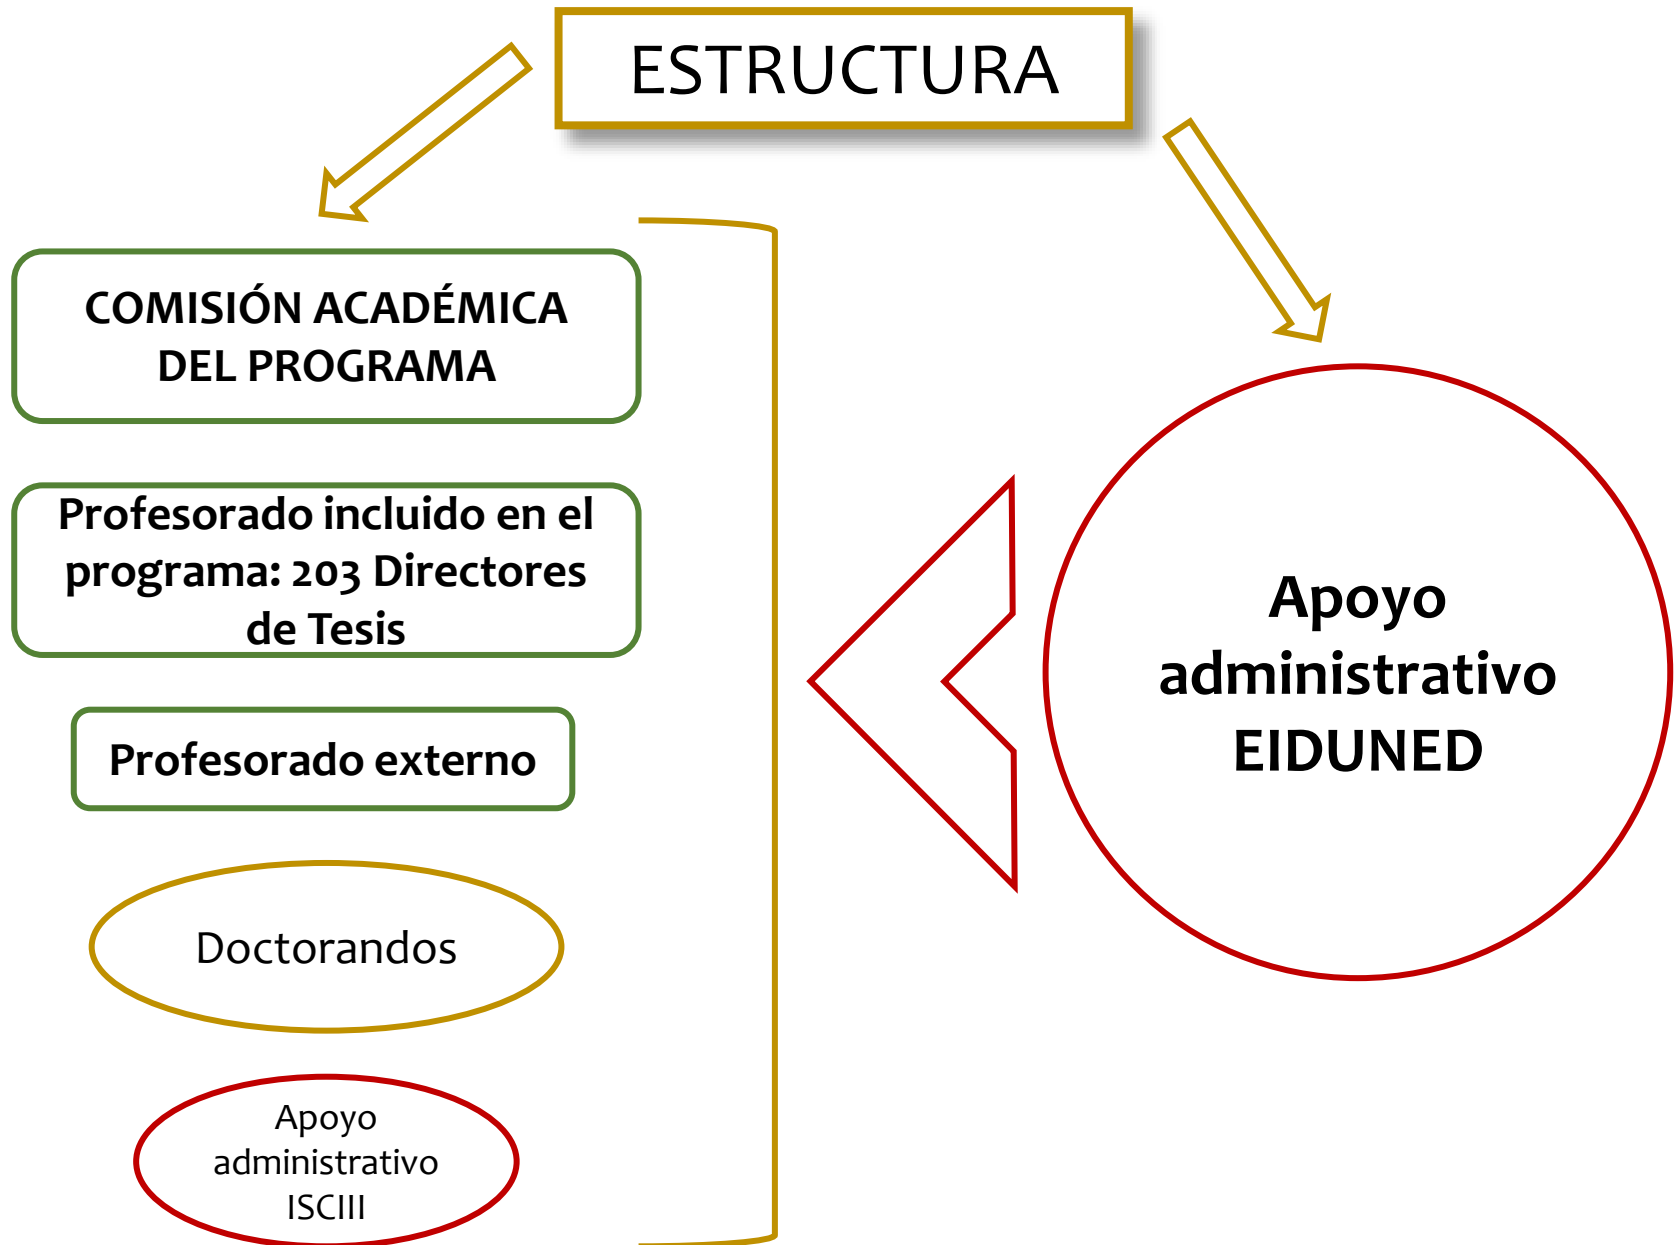 ESTRUCTURA
COMISIÓN ACADÉMICA
DEL PROGRAMA
Profesorado incluido en el
programa: 203 Directores
de Tesis
Profesorado externo
Doctorandos
Apoyo
administrativo
ISCIII
Apoyo
administrativo
EIDUNED